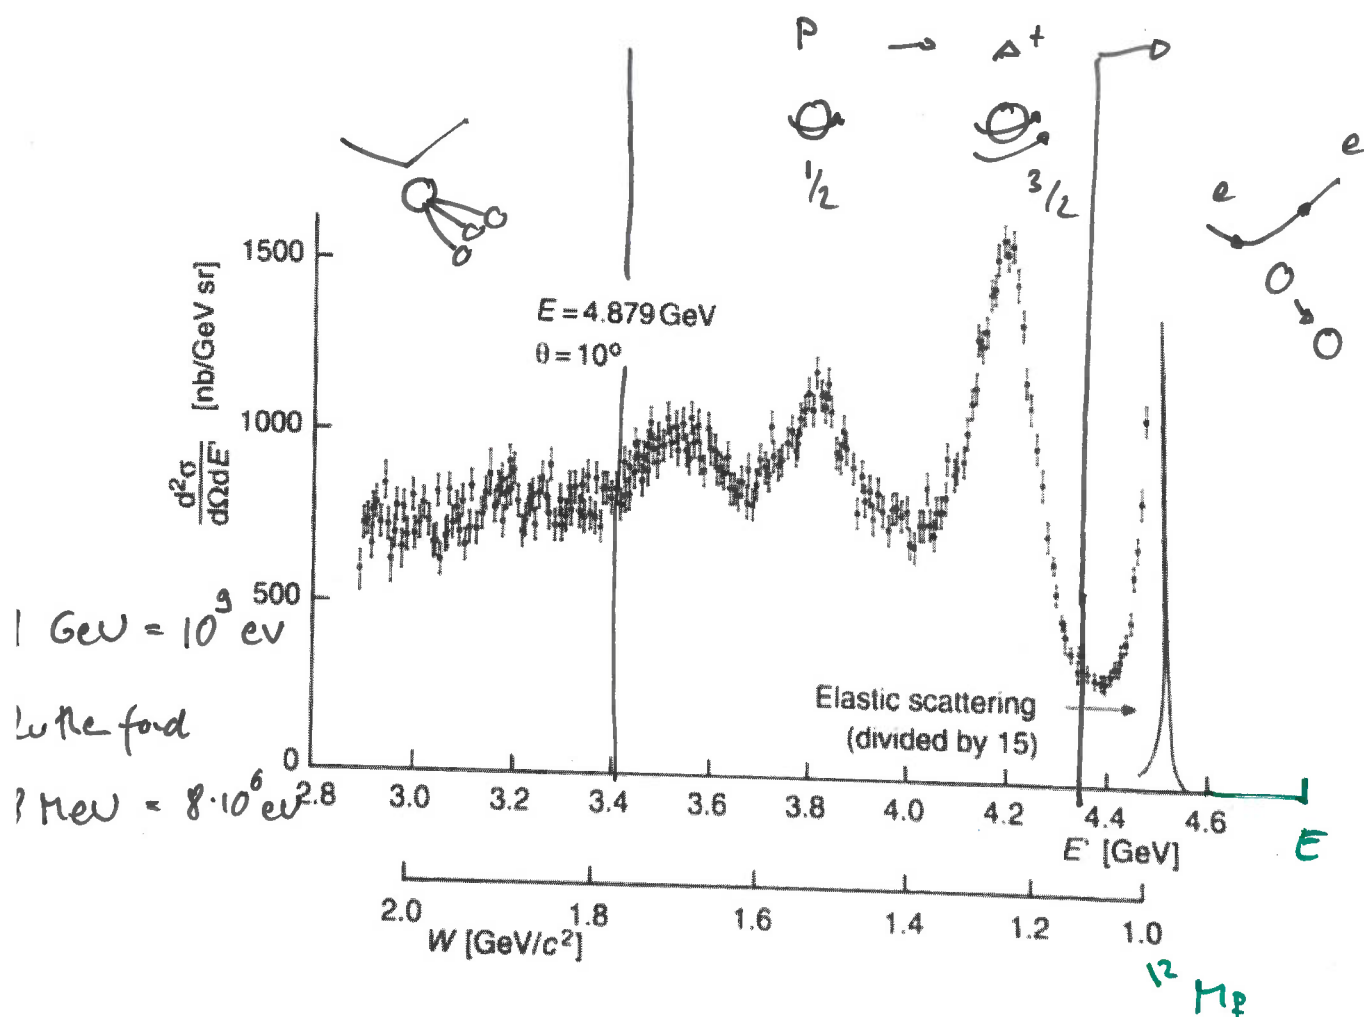 P → Δ+
1/2
3/2
e
e
1500
[nb/GeV sr]
E = 4.879 GeV
θ = 10°
1000
d²σ
dΩdE'
500
1 GeV = 10⁹ eV
Elastic scattering
(divided by 15)
0
MeV = 8·10⁶ eV
2.8 3.0 3.2 3.4 3.6 3.8 4.0 4.2 4.4 4.6
E' [GeV]
E
2.0 1.8 1.6 1.4 1.2 1.0
W [GeV/c²]